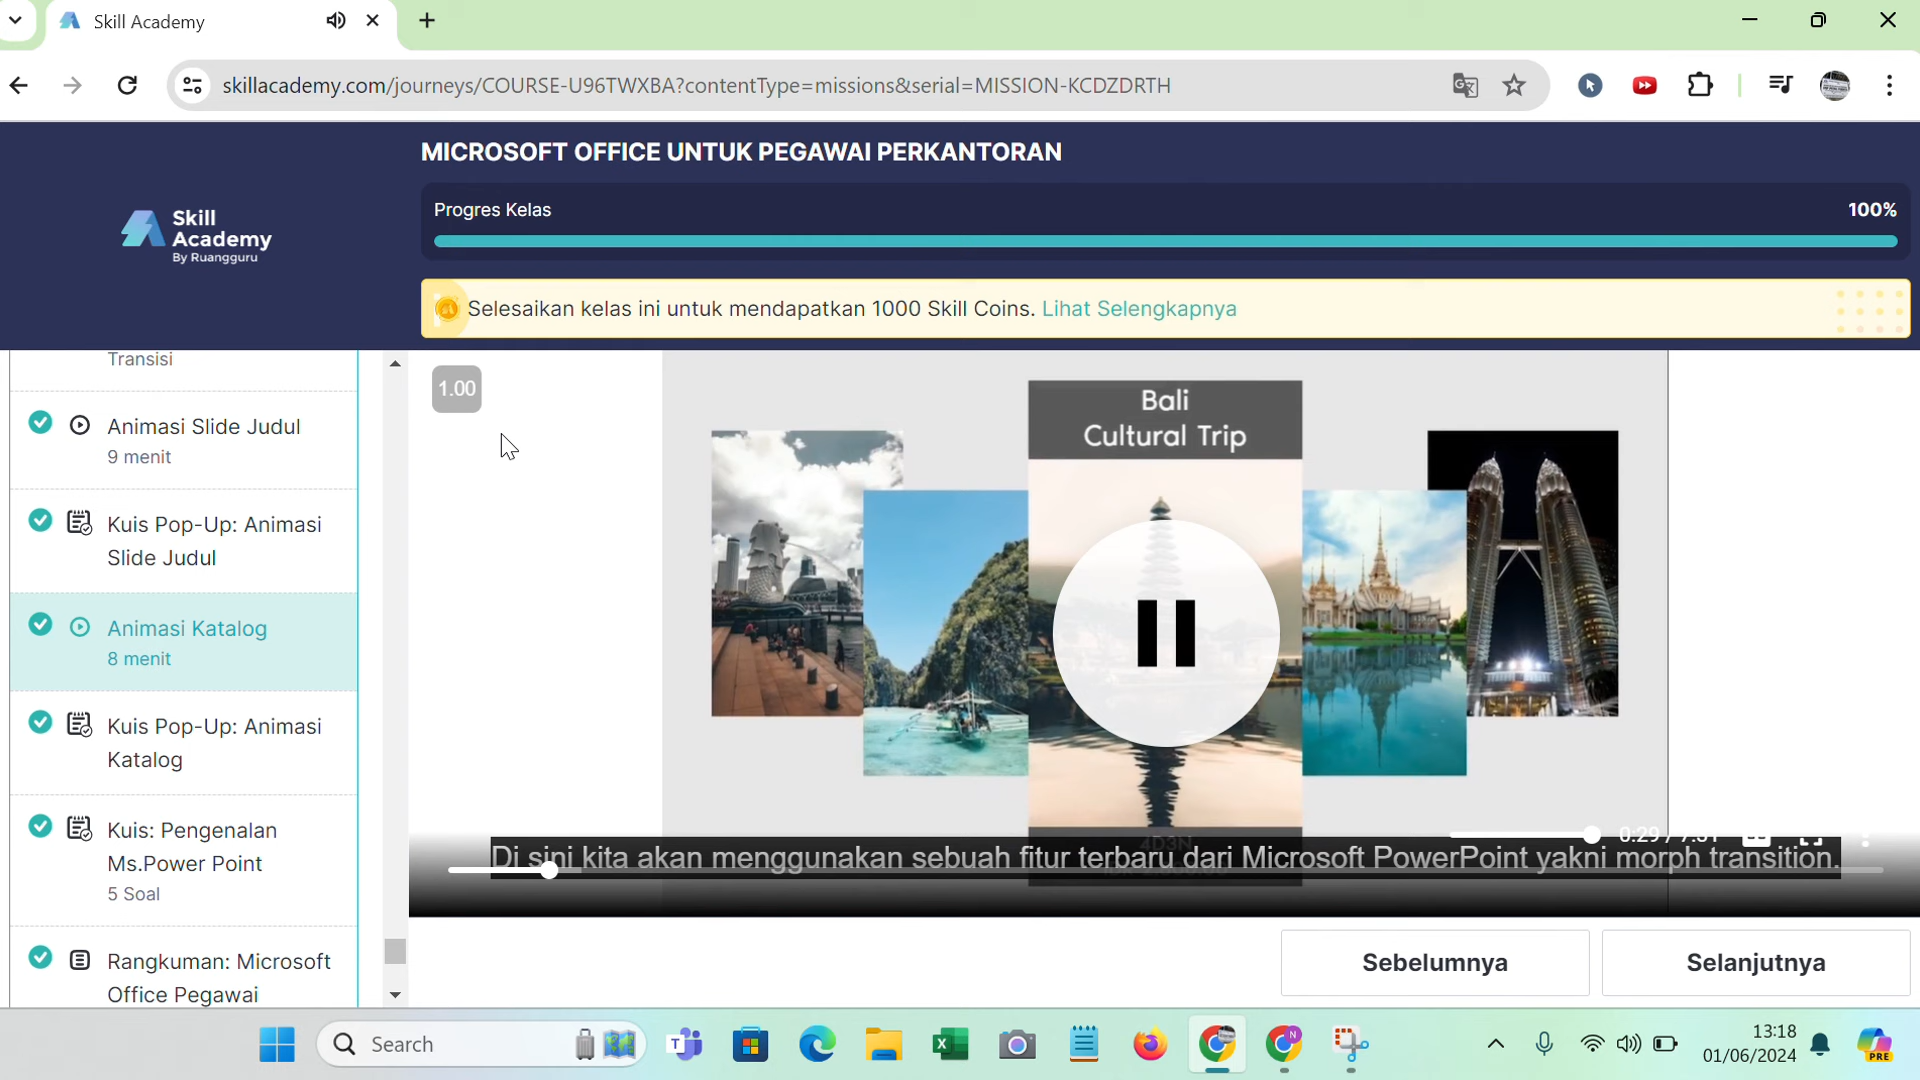 Skill Academy
skillacademy.com/journeys/COURSE-U96TWXBA?contentType=missions&serial=MISSION-KCDZDRTH
MICROSOFT OFFICE UNTUK PEGAWAI PERKANTORAN
Progres Kelas
100%
Skill
Academy
By Ruangguru
Selesaikan kelas ini untuk mendapatkan 1000 Skill Coins. Lihat Selengkapnya
Transisi
Animasi Slide Judul
9 menit
Kuis Pop-Up: Animasi
Slide Judul
Animasi Katalog
8 menit
Kuis Pop-Up: Animasi
Katalog
Kuis: Pengenalan
Ms.Power Point
5 Soal
Rangkuman: Microsoft
Office Pegawai
1.00
Bali
Cultural Trip
4D3N
Di sini kita akan menggunakan sebuah fitur terbaru dari Microsoft PowerPoint yakni morph transition.
Sebelumnya
Selanjutnya
Search
13:18
01/06/2024
PRE